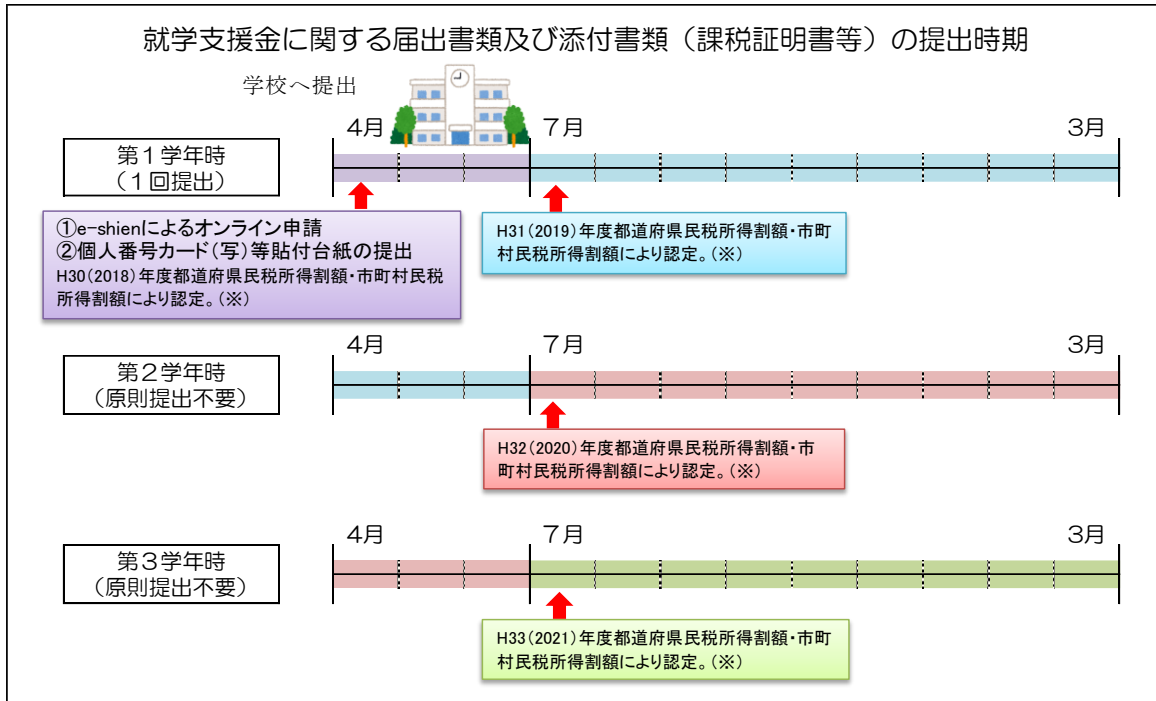 就学支援金に関する届出書類及び添付書類（課税証明書等）の提出時期
学校へ提出
4月
7月
3月
第１学年時
（１回提出）
①e-shienによるオンライン申請
②個人番号カード（写）等貼付台紙の提出
H30（2018）年度都道府県民税所得割額・市町村民税
所得割額により認定。（※）
H31（2019）年度都道府県民税所得割額・市町
村民税所得割額により認定。（※）
4月
7月
3月
第２学年時
（原則提出不要）
H32（2020）年度都道府県民税所得割額・市
町村民税所得割額により認定。（※）
4月
7月
3月
第３学年時
（原則提出不要）
H33（2021）年度都道府県民税所得割額・市町
村民税所得割額により認定。（※）